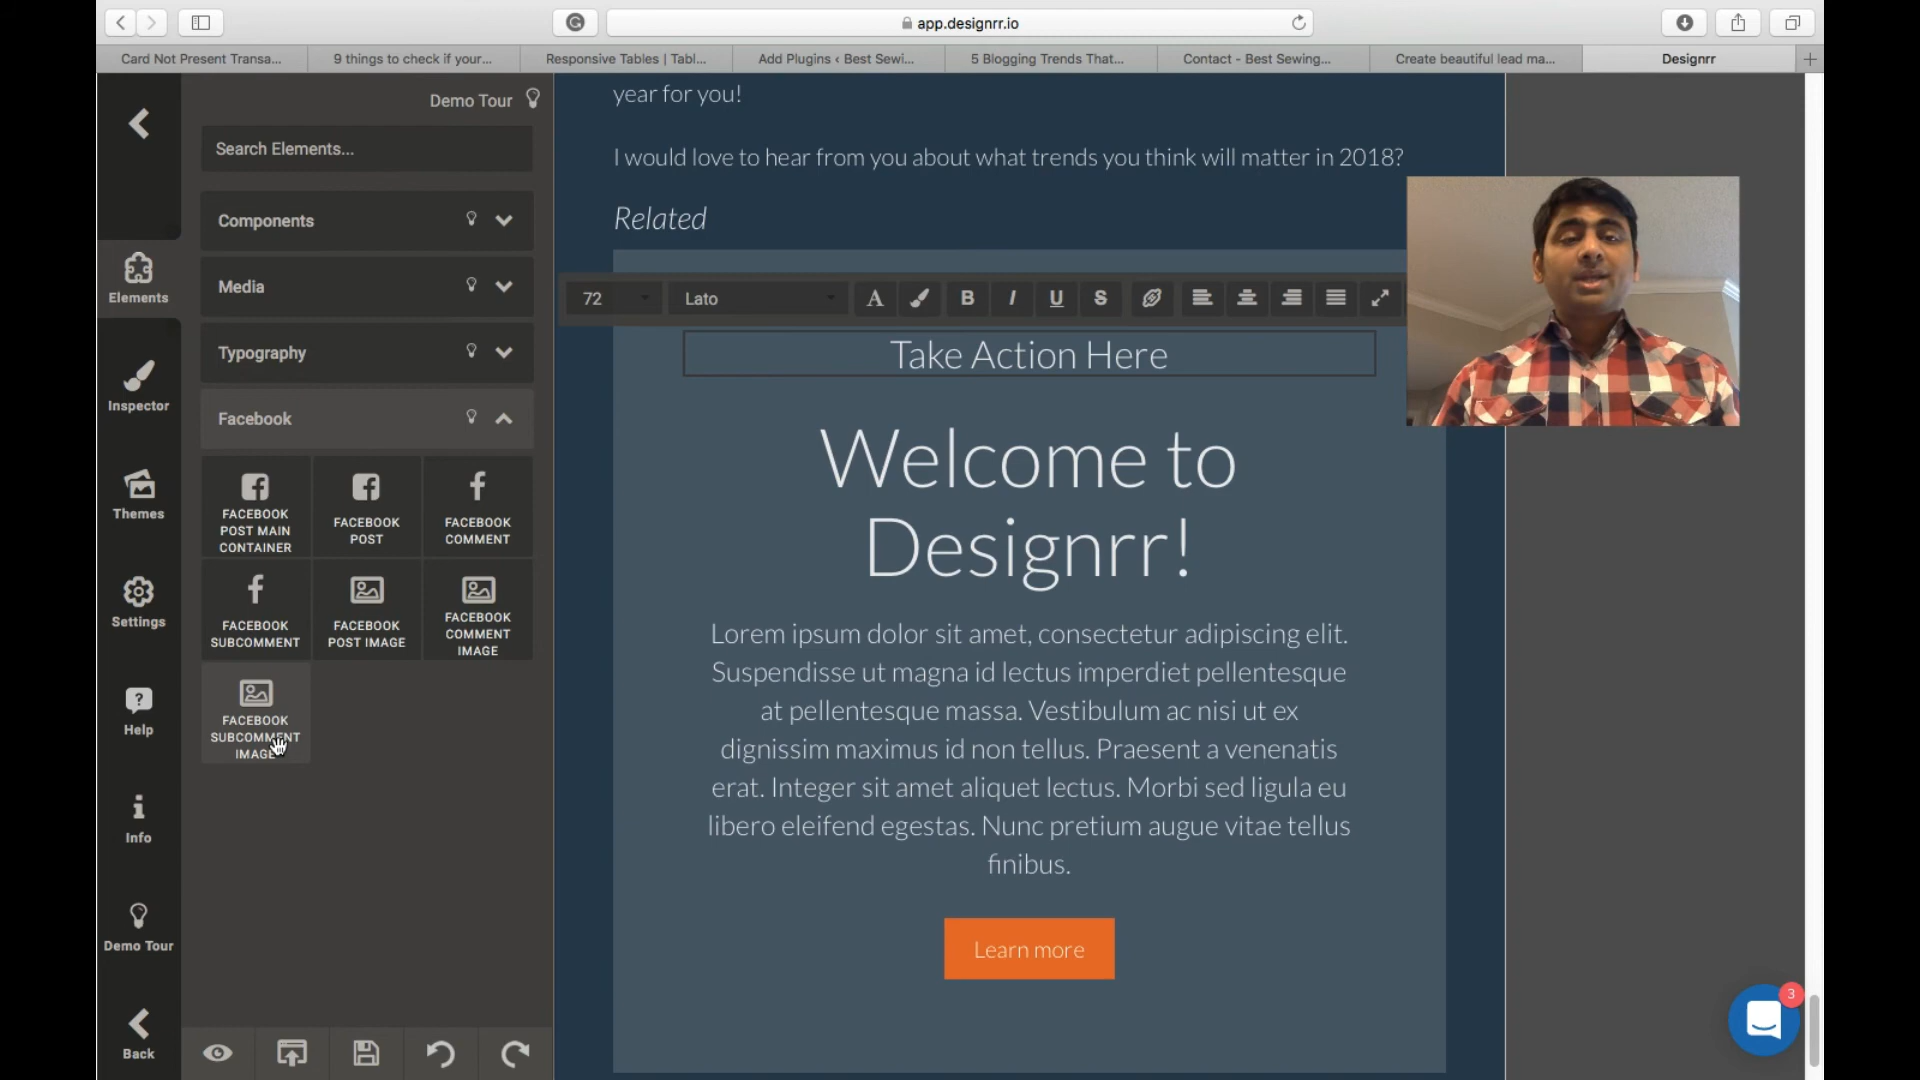 app.designrr.io
Card Not Present Transa...
9 things to check if your...
Responsive Tables | Tabl...
Add Plugins ‹ Best Sewi...
5 Blogging Trends That...
Contact - Best Sewing...
Create beautiful lead ma...
Designrr
Demo Tour
Search Elements...
Components
Media
Typography
Facebook
FACEBOOK
POST MAIN
CONTAINER
FACEBOOK
POST
FACEBOOK
COMMENT
FACEBOOK
SUBCOMMENT
FACEBOOK
POST IMAGE
FACEBOOK
COMMENT
IMAGE
FACEBOOK
SUBCOMMENT
IMAGE
Elements
Inspector
Themes
Settings
Help
Info
Demo Tour
Back
year for you!
I would love to hear from you about what trends you think will matter in 2018?
Related
72
Lato
A
B
I
U
S
Take Action Here
Welcome to
Designrr!
Lorem ipsum dolor sit amet, consectetur adipiscing elit.
Suspendisse ut magna id lectus imperdiet pellentesque
at pellentesque massa. Vestibulum ac nisi ut ex
dignissim maximus id non tellus. Praesent a venenatis
erat. Integer sit amet aliquet lectus. Morbi sed ligula eu
libero eleifend egestas. Nunc pretium augue vitae tellus
finibus.
Learn more
3